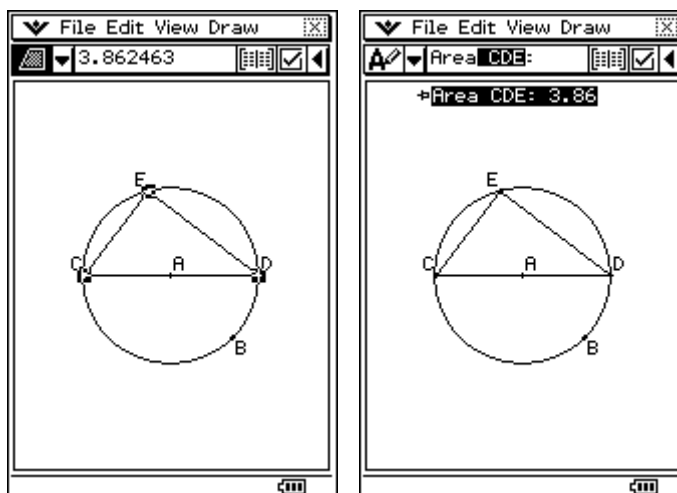 File Edit View Draw
3.862463
E
C
A
D
B
File Edit View Draw
Area CDE:
Area CDE: 3.86
E
C
A
D
B